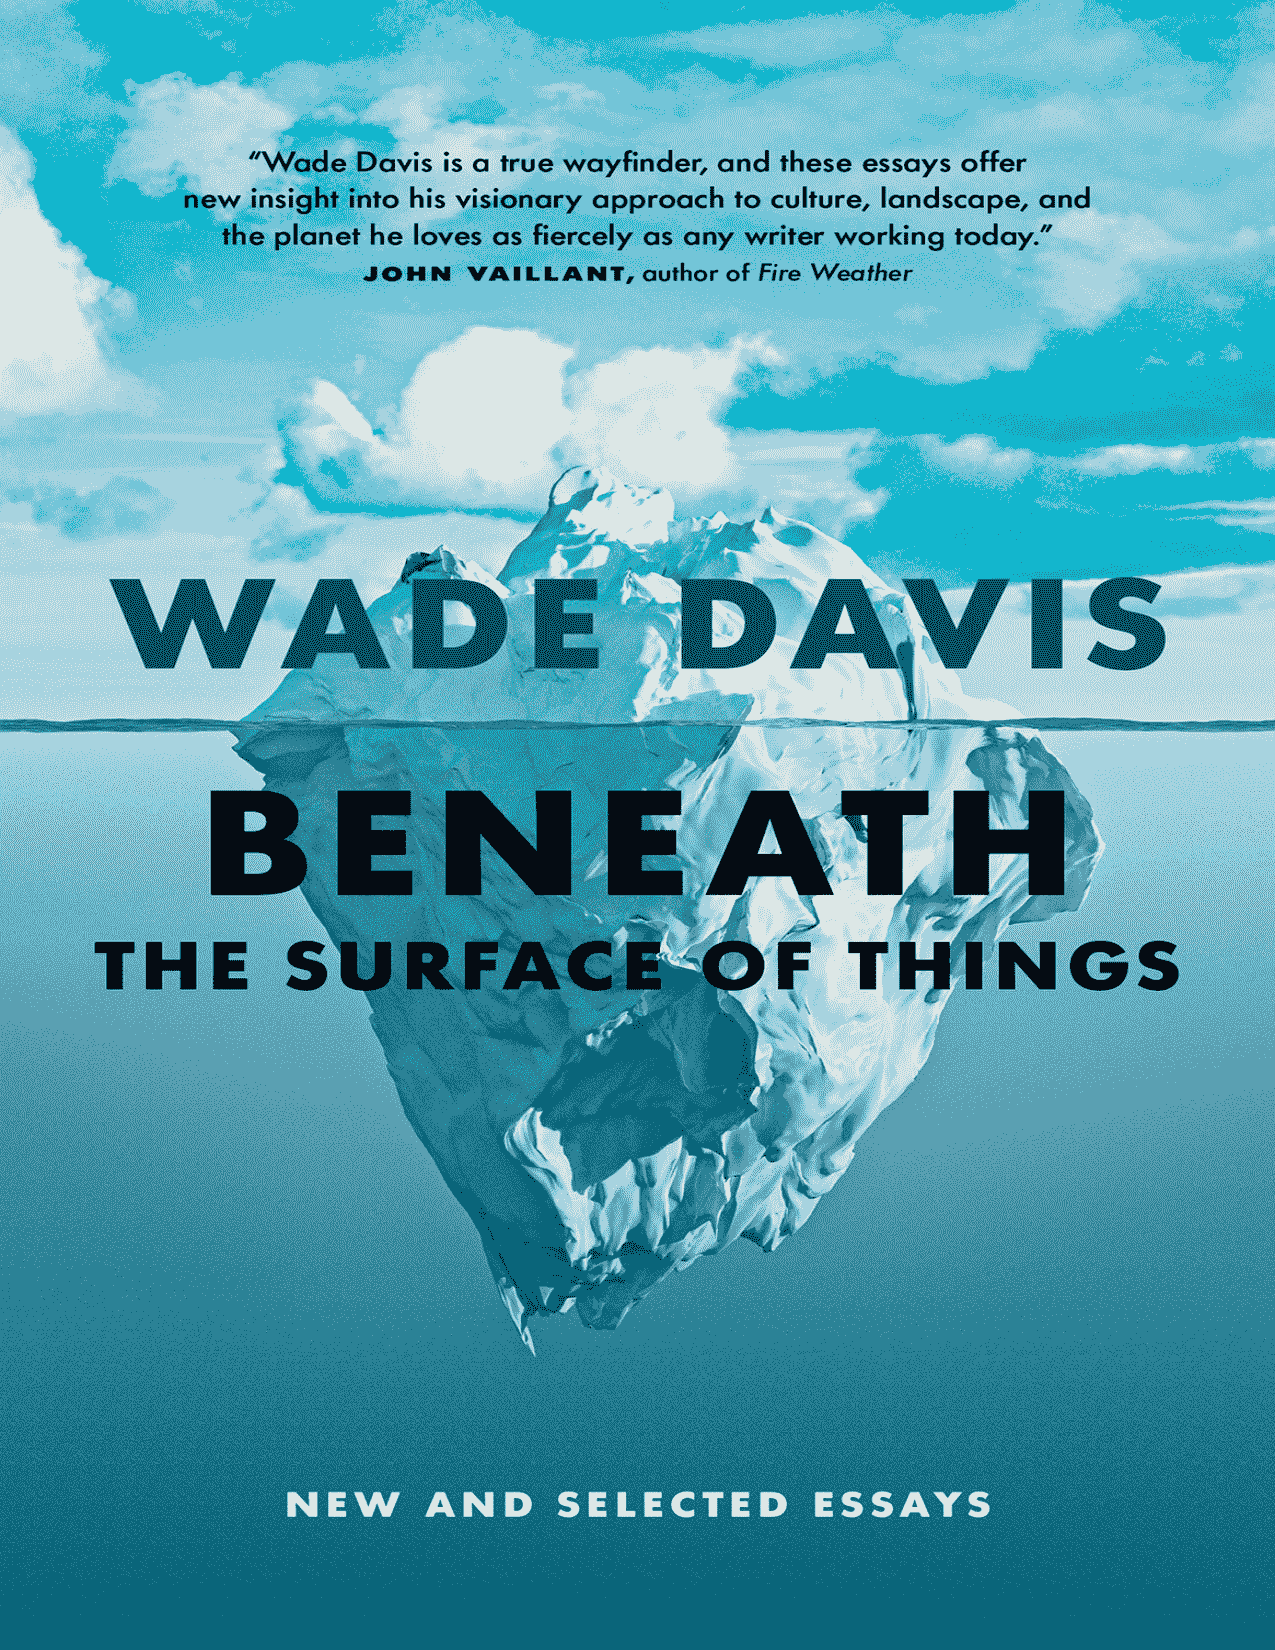 “Wade Davis is a true wayfinder, and these essays offer
new insight into his visionary approach to culture, landscape, and
the planet he loves as fiercely as any writer working today.”
JOHN VAILLANT, author of Fire Weather
WADE DAVIS
BENEATH
THE SURFACE OF THINGS
NEW AND SELECTED ESSAYS